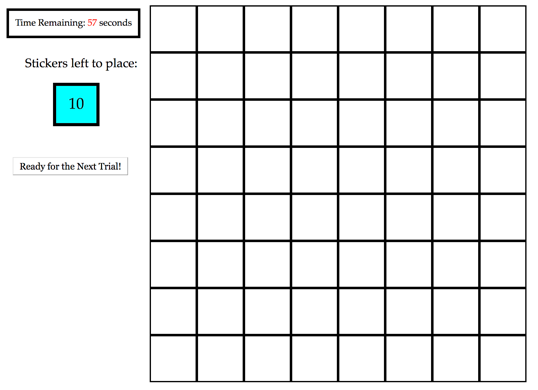 Time Remaining: 57 seconds
Stickers left to place:
10
Ready for the Next Trial!